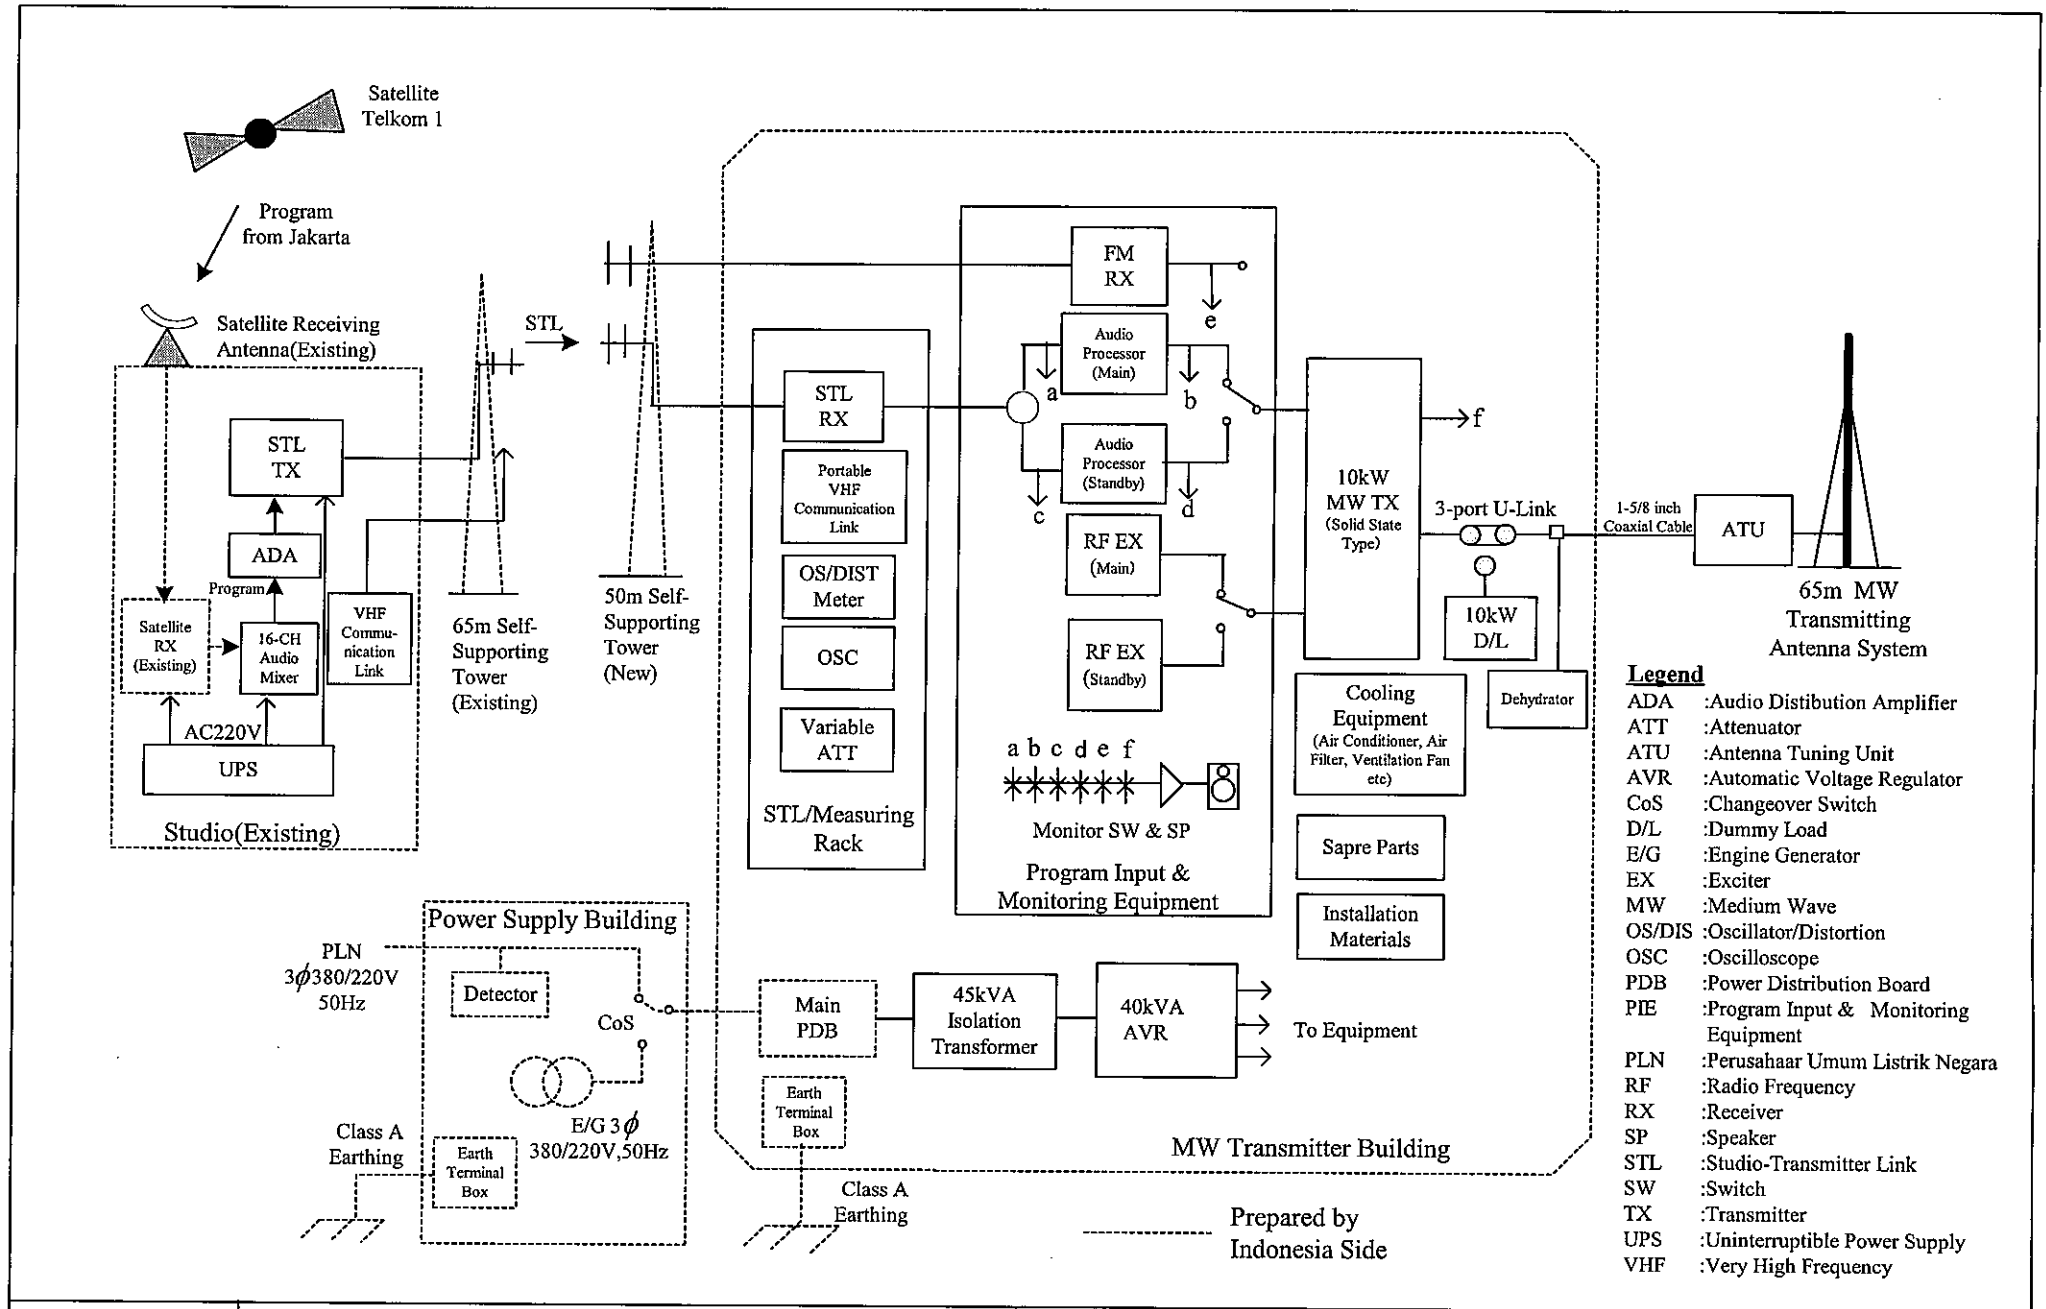 Satellite
Telkom 1
Program
from Jakarta
Satellite Receiving
Antenna(Existing)
STL
TX
ADA
Program
Satellite
RX
(Existing)
16-CH
Audio
Mixer
VHF
Commu-
nication
Link
AC220V
UPS
Studio(Existing)
65m Self-
Supporting
Tower
(Existing)
STL
50m Self-
Supporting
Tower
(New)
STL
RX
Portable
VHF
Communication
Link
OS/DIST
Meter
OSC
Variable
ATT
STL/Measuring
Rack
FM
RX
e
Audio
Processor
(Main)
a
b
Audio
Processor
(Standby)
c
d
RF EX
(Main)
RF EX
(Standby)
a b c d e f
Monitor SW & SP
Program Input &
Monitoring Equipment
10kW
MW TX
(Solid State
Type)
f
3-port U-Link
10kW
D/L
Dehydrator
1-5/8 inch
Coaxial Cable
ATU
65m MW
Transmitting
Antenna System
Cooling
Equipment
(Air Conditioner, Air
Filter, Ventilation Fan
etc)
Sapre Parts
Installation
Materials
Power Supply Building
PLN
3ϕ380/220V
50Hz
Detector
CoS
E/G 3ϕ
380/220V,50Hz
Class A
Earthing
Earth
Terminal
Box
Main
PDB
45kVA
Isolation
Transformer
40kVA
AVR
To Equipment
Earth
Terminal
Box
Class A
Earthing
MW Transmitter Building
Prepared by
Indonesia Side
Legend
ADA :Audio Distibution Amplifier
ATT :Attenuator
ATU :Antenna Tuning Unit
AVR :Automatic Voltage Regulator
CoS :Changeover Switch
D/L :Dummy Load
E/G :Engine Generator
EX :Exciter
MW :Medium Wave
OS/DIS :Oscillator/Distortion
OSC :Oscilloscope
PDB :Power Distribution Board
PIE :Program Input & Monitoring
Equipment
PLN :Perusahaar Umum Listrik Negara
RF :Radio Frequency
RX :Receiver
SP :Speaker
STL :Studio-Transmitter Link
SW :Switch
TX :Transmitter
UPS :Uninterruptible Power Supply
VHF :Very High Frequency